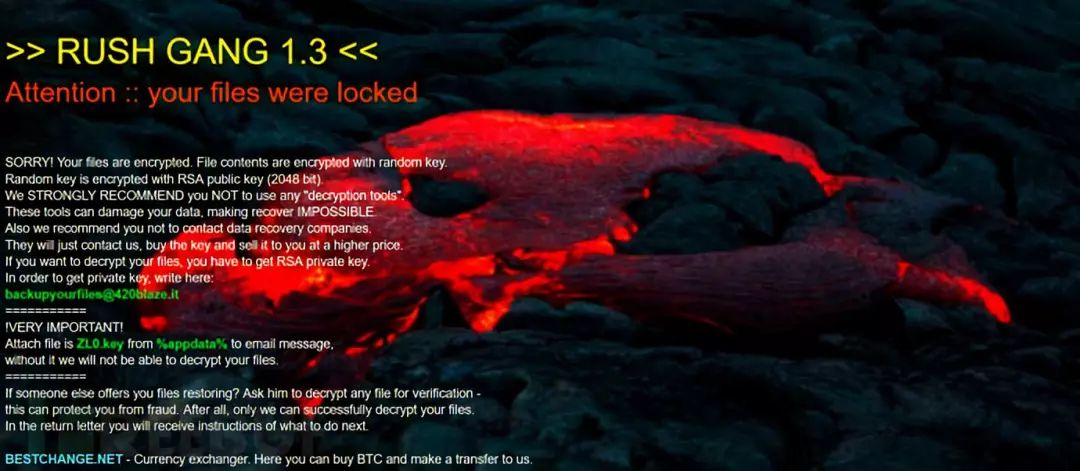 >> RUSH GANG 1.3 <<
Attention :: your files were locked
SORRY! Your files are encrypted. File contents are encrypted with random key.
Random key is encrypted with RSA public key (2048 bit).
We STRONGLY RECOMMEND you NOT to use any "decryption tools".
These tools can damage your data, making recover IMPOSSIBLE.
Also we recommend you not to contact data recovery companies.
They will just contact us, buy the key and sell it to you at a higher price.
If you want to decrypt your files, you have to get RSA private key.
In order to get private key, write here:
backupyourfiles@420blaze.it
===========
!VERY IMPORTANT!
Attach file is ZL0.key from %appdata% to email message,
without it we will not be able to decrypt your files.
===========
If someone else offers you files restoring? Ask him to decrypt any file for verification -
this can protect you from fraud. After all, only we can successfully decrypt your files.
In the return letter you will receive instructions of what to do next.
BESTCHANGE.NET - Currency exchanger. Here you can buy BTC and make a transfer to us.